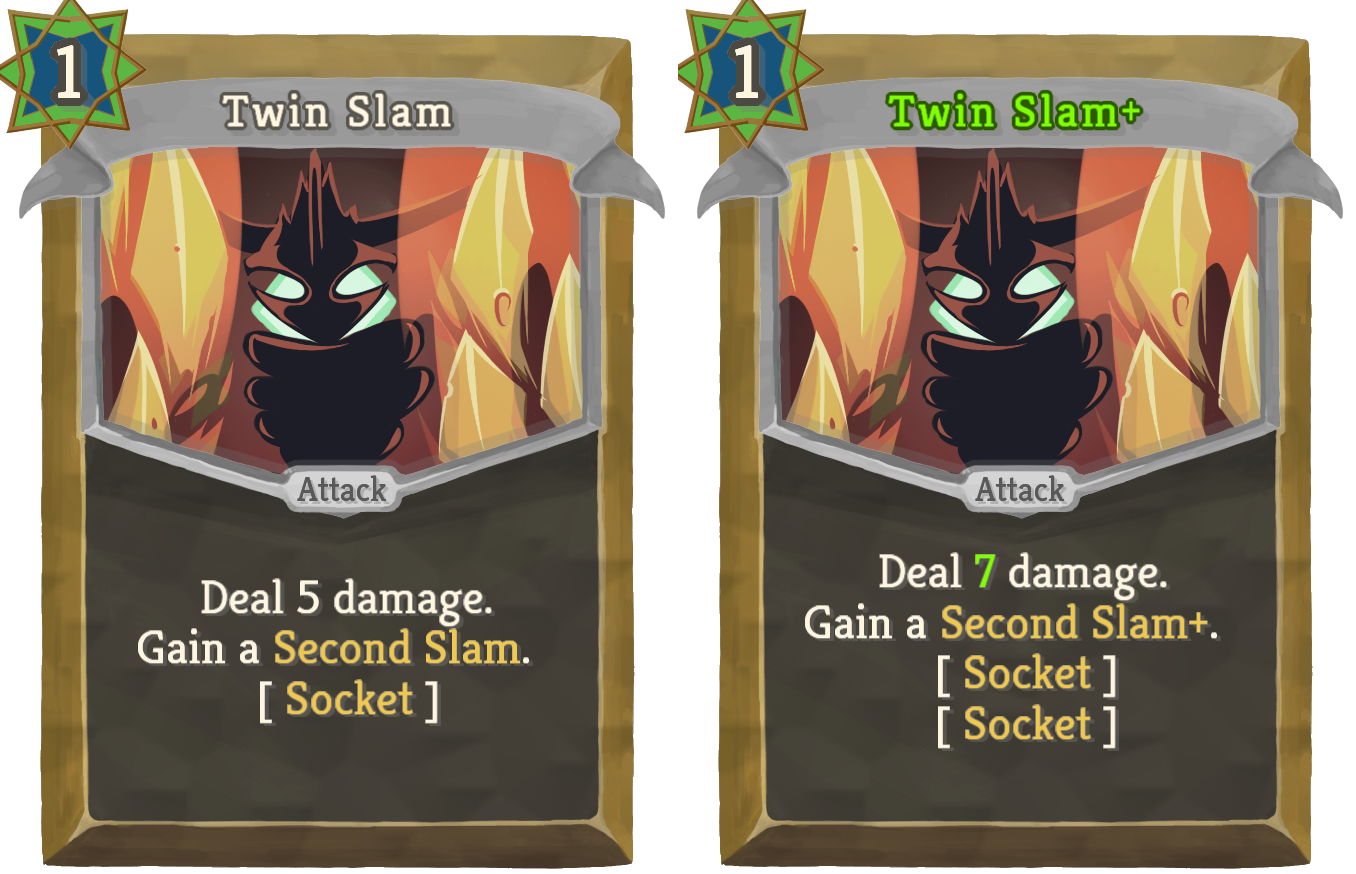 1
Twin Slam
Attack
Deal 5 damage.
Gain a Second Slam.
[ Socket ]
1
Twin Slam+
Attack
Deal 7 damage.
Gain a Second Slam+.
[ Socket ]
[ Socket ]